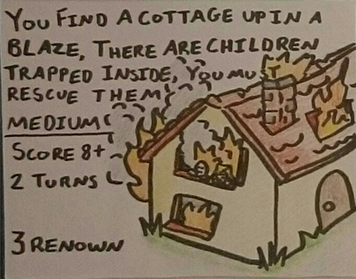 YOU FIND A COTTAGE UP IN A
BLAZE, THERE ARE CHILDREN
TRAPPED INSIDE, YOU MUST
RESCUE THEM
MEDIUM
SCORE 8+
2 TURNS
3 RENOWN